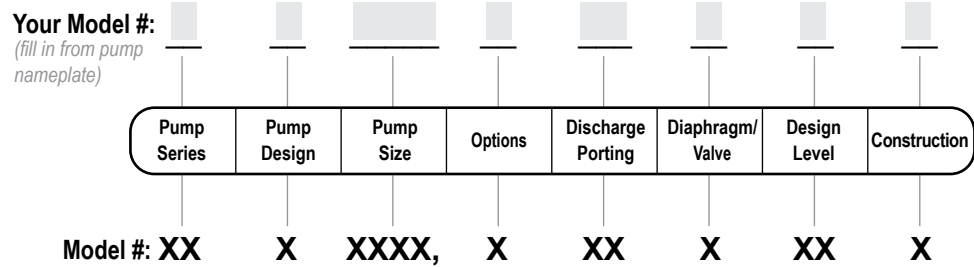 Your Model #:
(fill in from pump
nameplate)
Pump Series
Pump Design
Pump Size
Options
Discharge Porting
Diaphragm/ Valve
Design Level
Construction
Model #: XX X XXXX, X XX X XX X